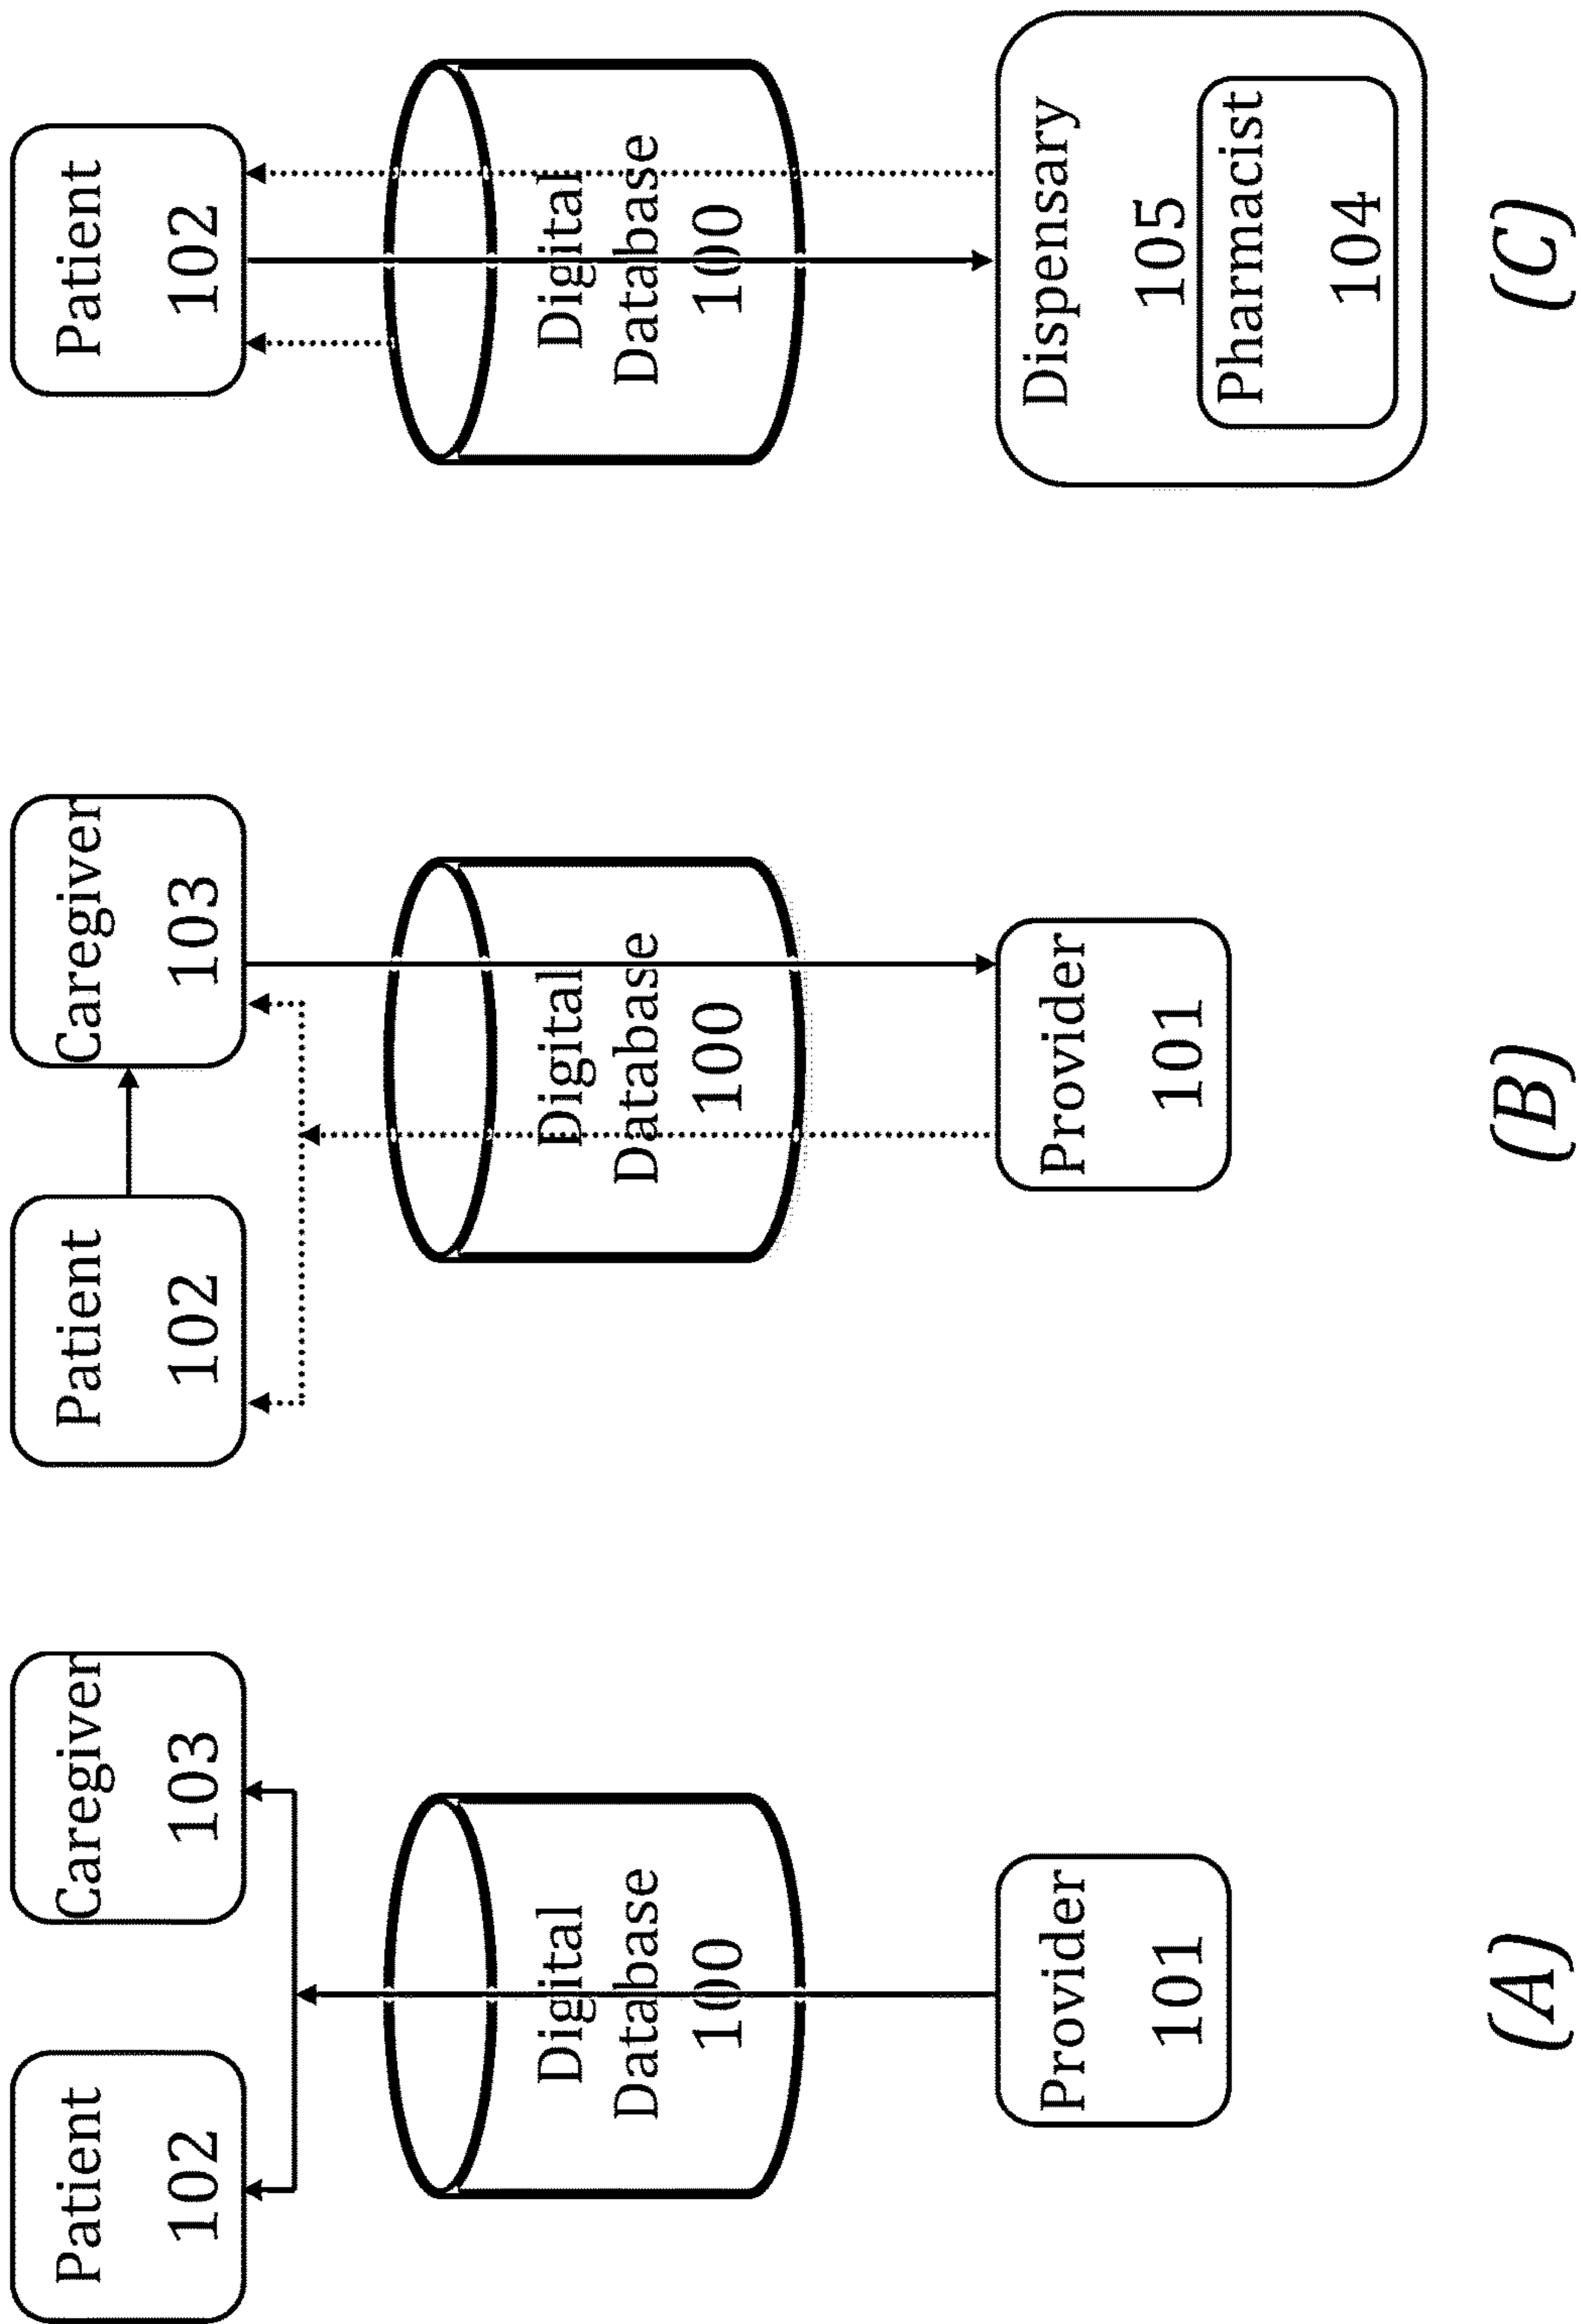 Patient
102
Caregiver
103
Digital
Database
100
Provider
101
(A)
Patient
102
Caregiver
103
Digital
Database
100
Provider
101
(B)
Patient
102
Digital
Database
100
Dispensary
105
Pharmacist
104
(C)